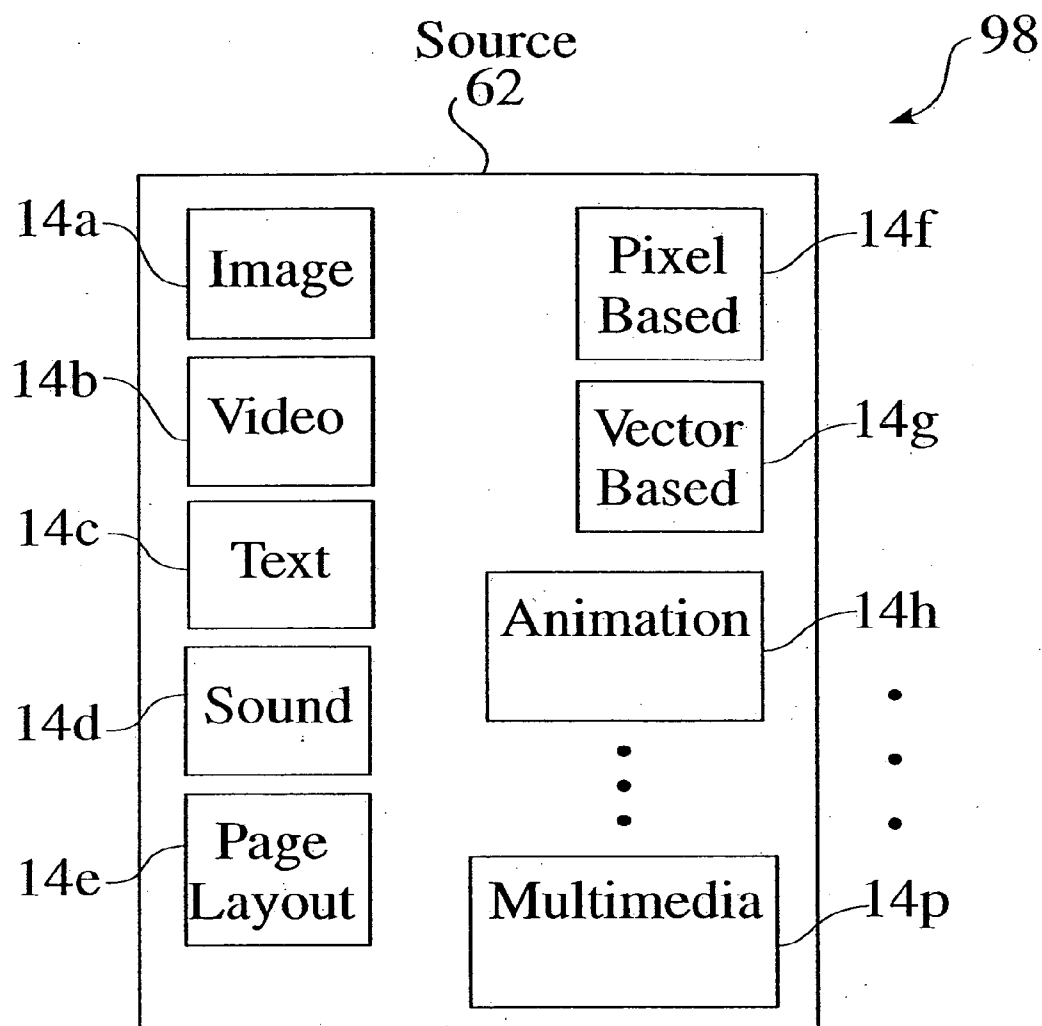 Source
62
98
14a
Image
14b
Video
14c
Text
14d
Sound
14e
Page
Layout
Pixel
Based
14f
Vector
Based
14g
Animation
14h
Multimedia
14p